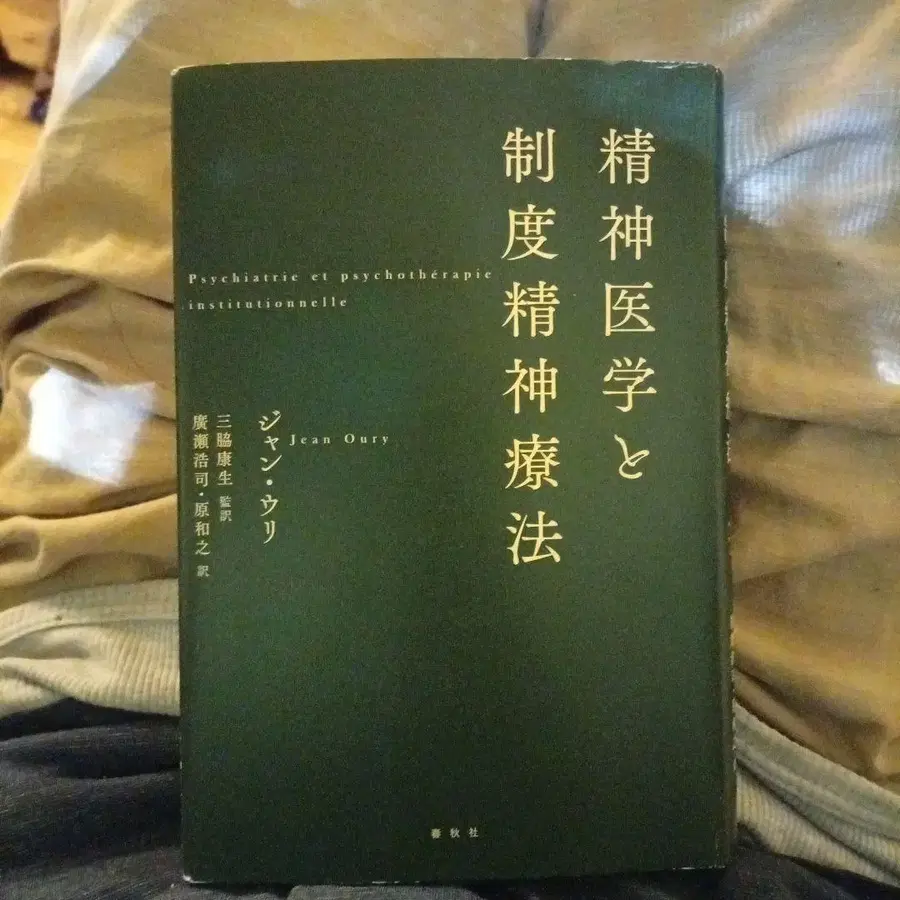 精神医学と
制度精神療法
Psychiatrie et psychothérapie
institutionnelle
ジャン・ウリ
Jean Oury
三脇康生 監訳
廣瀬浩司・原和之 訳
春秋社